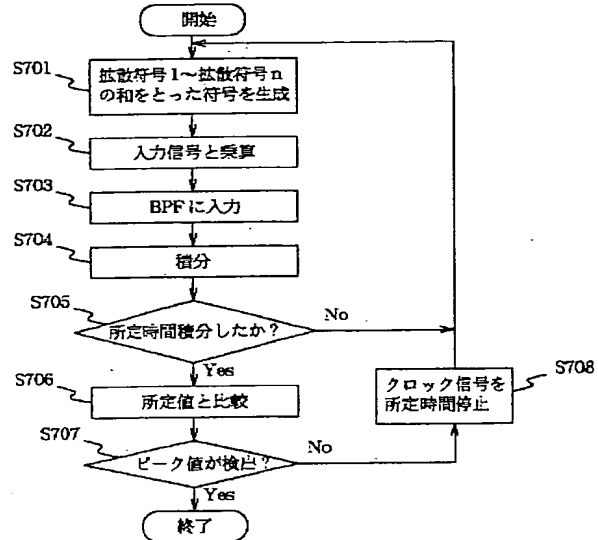 開始
S701
拡散符号1～拡散符号n
の和をとった符号を生成
S702
入力信号と乗算
S703
BPFに入力
S704
積分
S705
所定時間積分したか?
No
Yes
S706
所定値と比較
S707
ピーク値が検出?
No
Yes
S708
クロック信号を
所定時間停止
終了